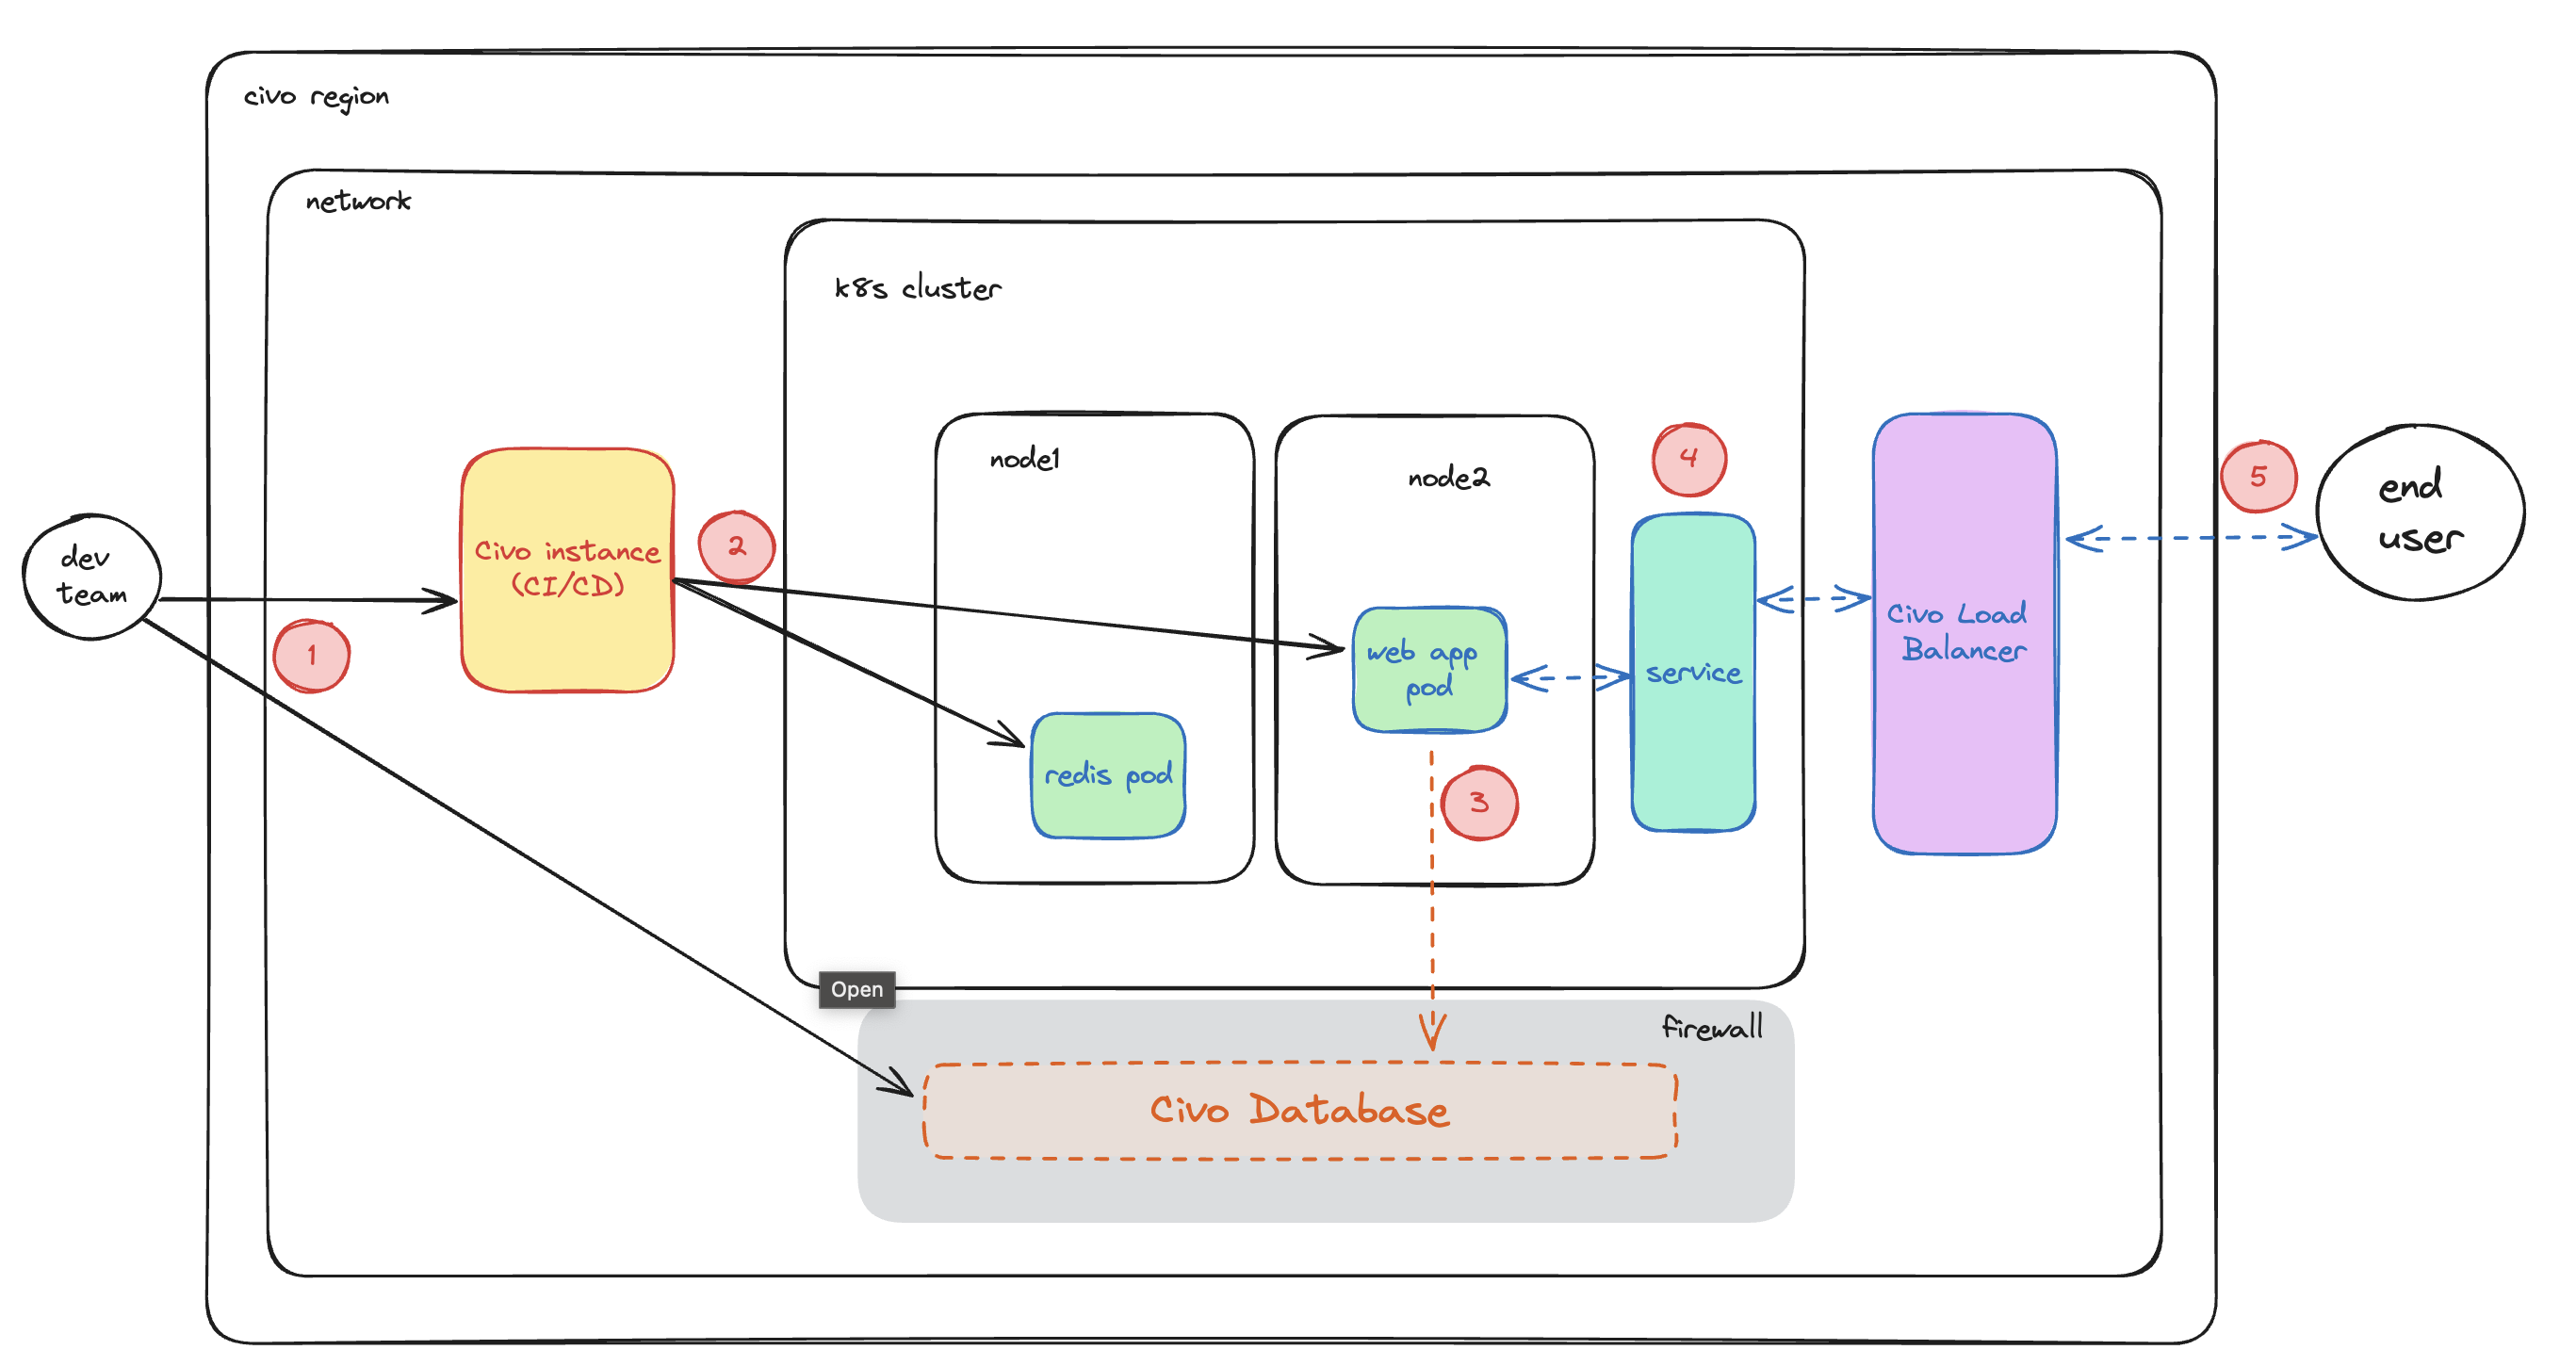 civo region
network
k8s cluster
node1
node2
4
5
end
user
dev
team
Civo instance
(CI/CD)
2
1
web app
pod
service
Civo Load
Balancer
redis pod
3
Open
firewall
Civo Database